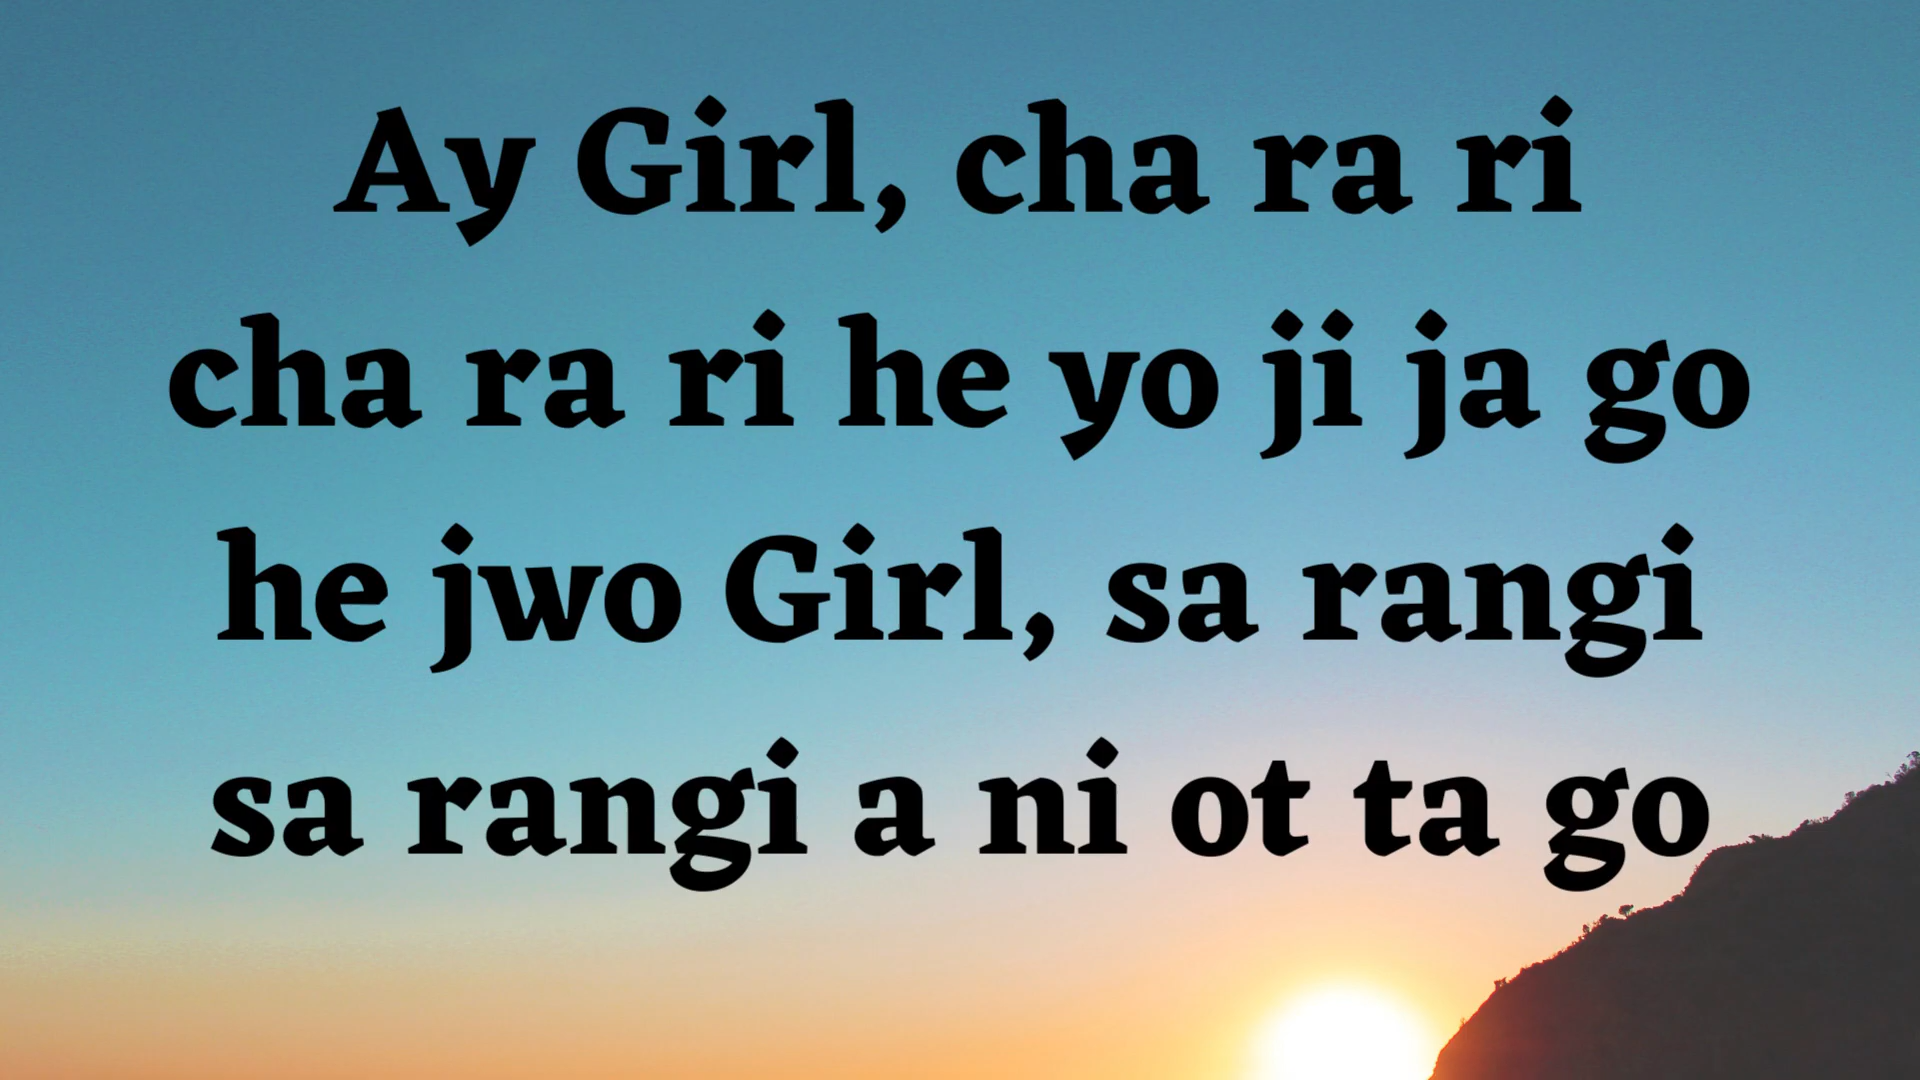 Ay Girl, cha ra ri
cha ra ri he yo ji ja go
he jwo Girl, sa rangi
sa rangi a ni ot ta go